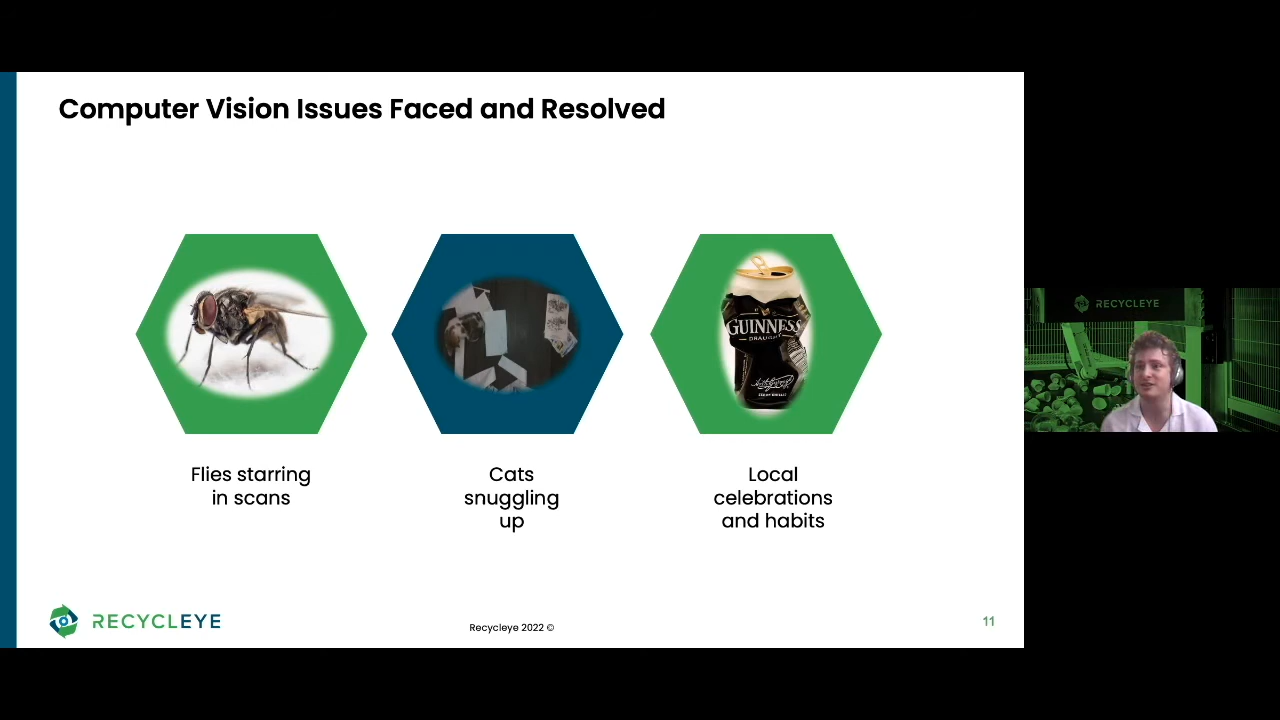 Computer Vision Issues Faced and Resolved
GUINNESS
DRAUGHT
Flies starring
in scans
Cats
snuggling
up
Local
celebrations
and habits
RECYCLEYE
Recycleye 2022 ©
11
RECYCLEYE